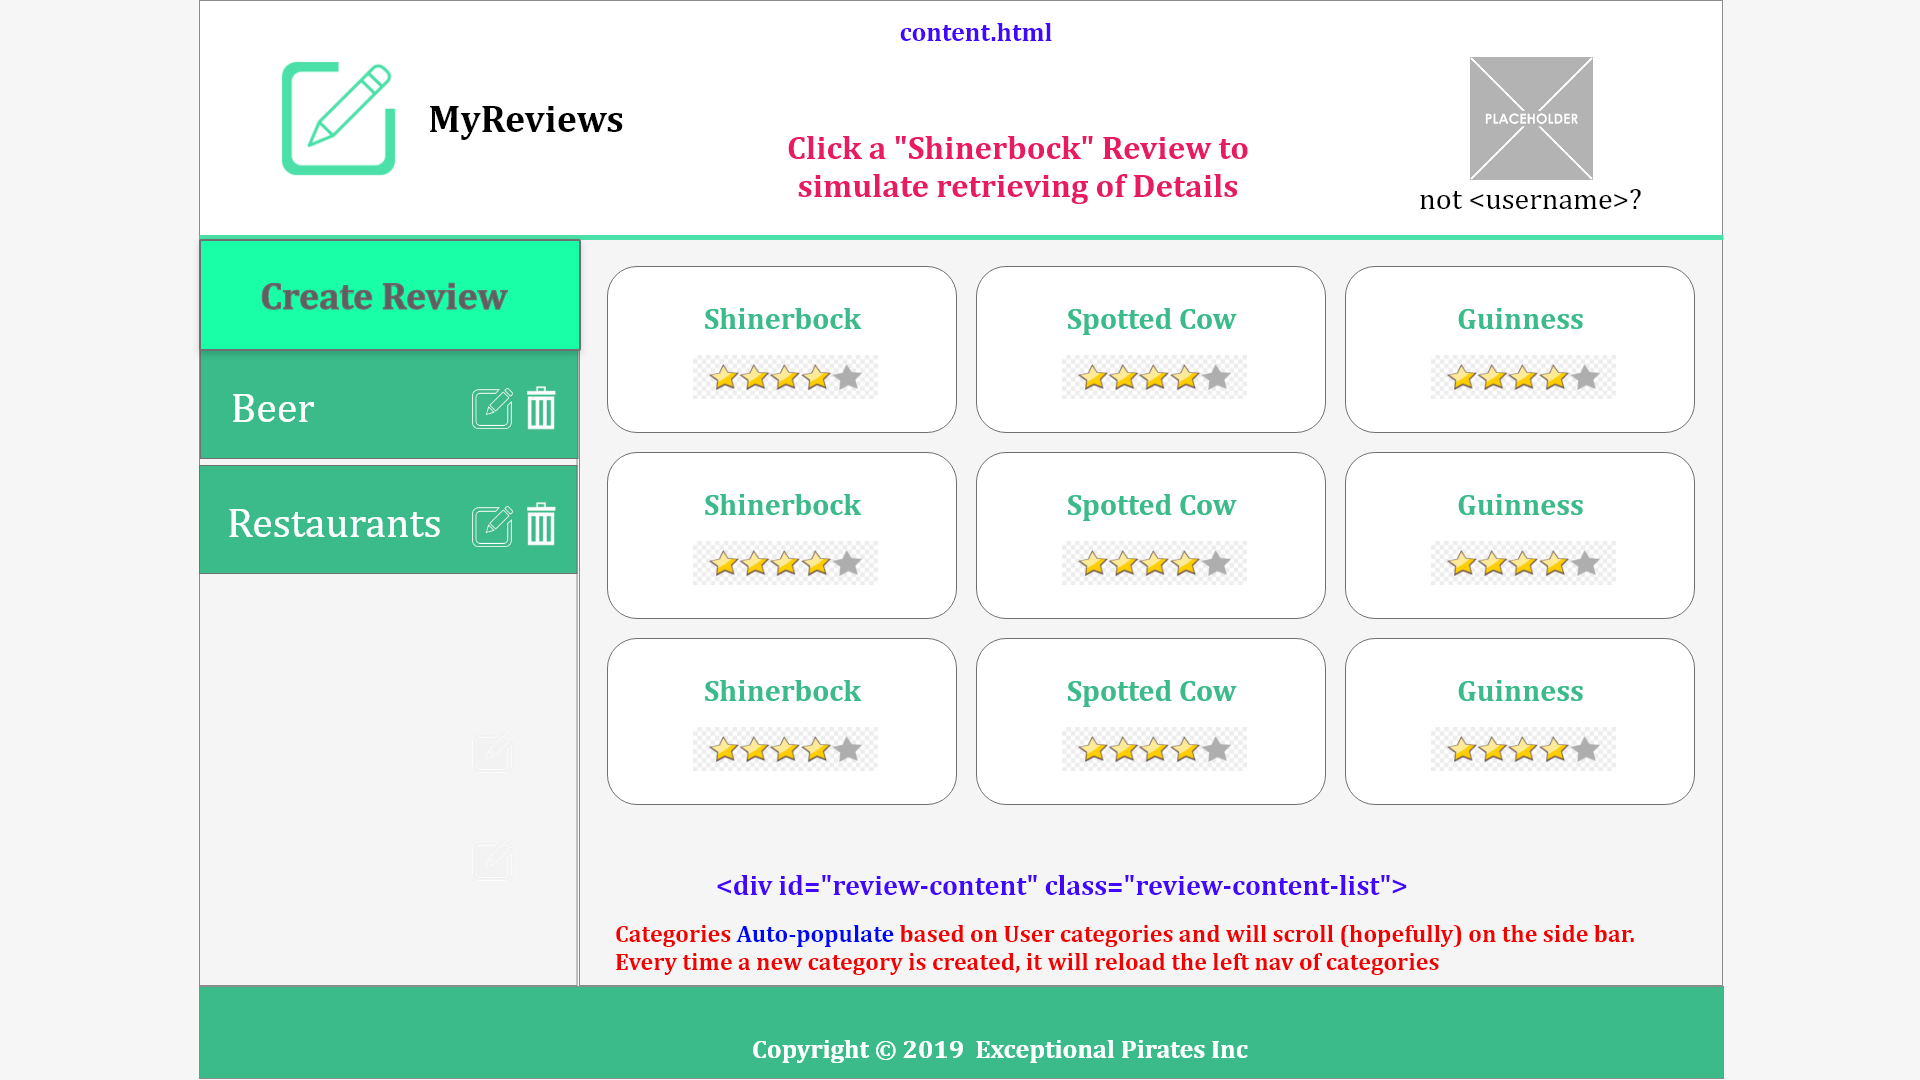 content.html
MyReviews
Click a "Shinerbock" Review to
simulate retrieving of Details
PLACEHOLDER
not <username>?
Create Review
Beer
Restaurants
Shinerbock
Spotted Cow
Guinness
Shinerbock
Spotted Cow
Guinness
Shinerbock
Spotted Cow
Guinness
<div id="review-content" class="review-content-list">
Categories Auto-populate based on User categories and will scroll (hopefully) on the side bar.
Every time a new category is created, it will reload the left nav of categories
Copyright © 2019 Exceptional Pirates Inc